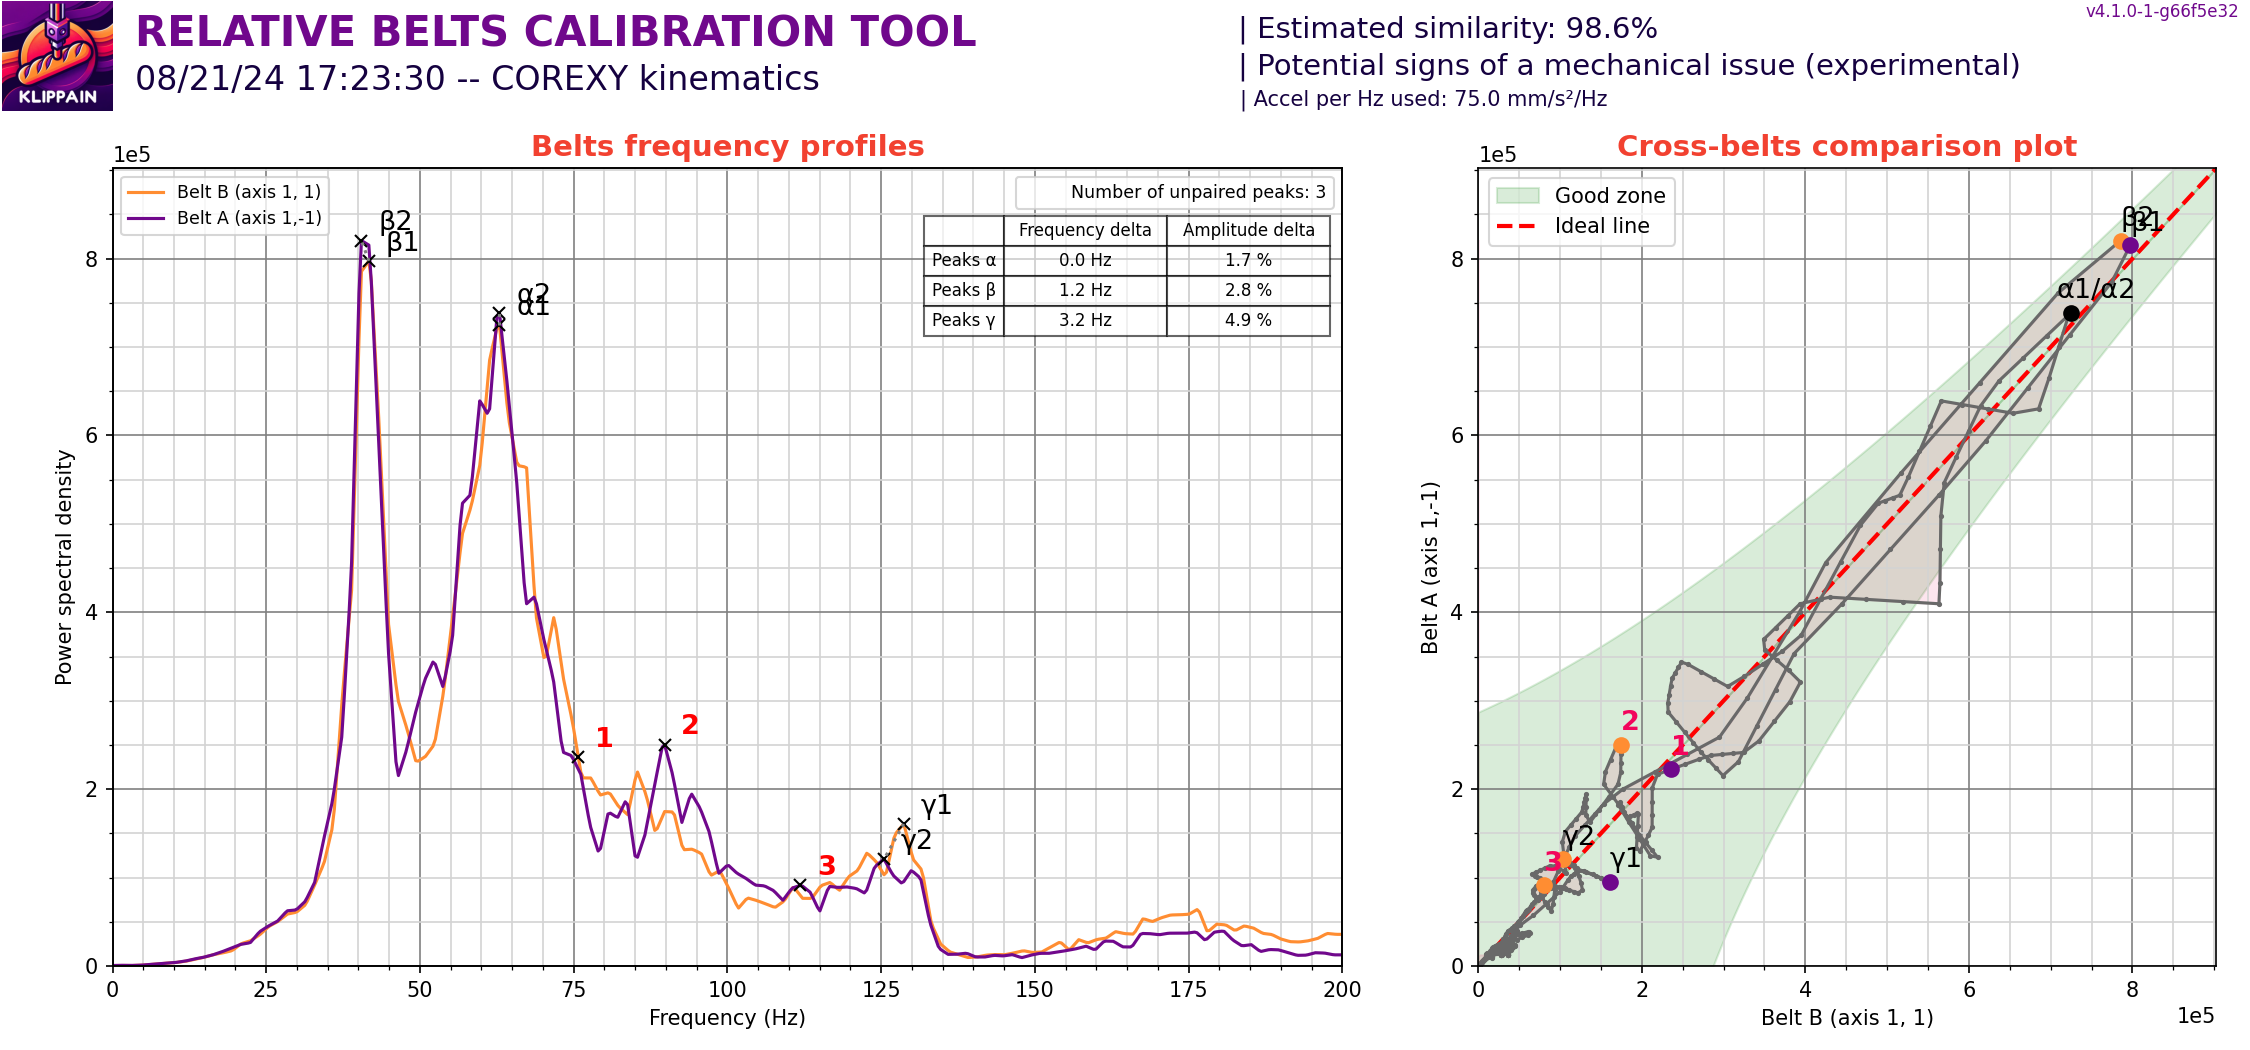 KLIPPAIN
RELATIVE BELTS CALIBRATION TOOL
08/21/24 17:23:30 -- COREXY kinematics
| Estimated similarity: 98.6%
| Potential signs of a mechanical issue (experimental)
| Accel per Hz used: 75.0 mm/s²/Hz
v4.1.0-1-g66f5e32
Belts frequency profiles
1e5
Belt B (axis 1, 1)
Belt A (axis 1,-1)
Number of unpaired peaks: 3
Frequency delta Amplitude delta
Peaks α 0.0 Hz 1.7 %
Peaks β 1.2 Hz 2.8 %
Peaks γ 3.2 Hz 4.9 %
β2
β1
α2
α1
1
2
3
γ1
γ2
8
6
4
2
0
Power spectral density
0 25 50 75 100 125 150 175 200
Frequency (Hz)
Cross-belts comparison plot
1e5
Good zone
Ideal line
β2
β1
α1/α2
2
1
γ2
γ1
3
8
6
4
2
0
Belt A (axis 1,-1)
0 2 4 6 8
Belt B (axis 1, 1)
1e5